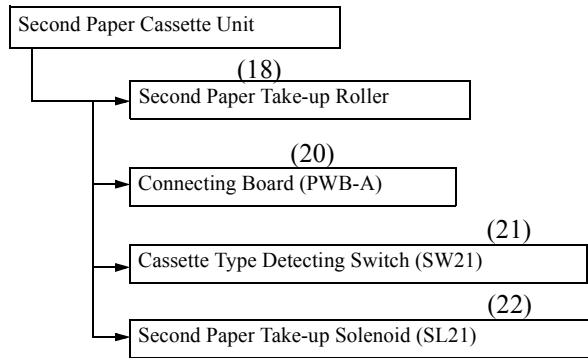 Second Paper Cassette Unit
(18)
Second Paper Take-up Roller
(20)
Connecting Board (PWB-A)
(21)
Cassette Type Detecting Switch (SW21)
(22)
Second Paper Take-up Solenoid (SL21)